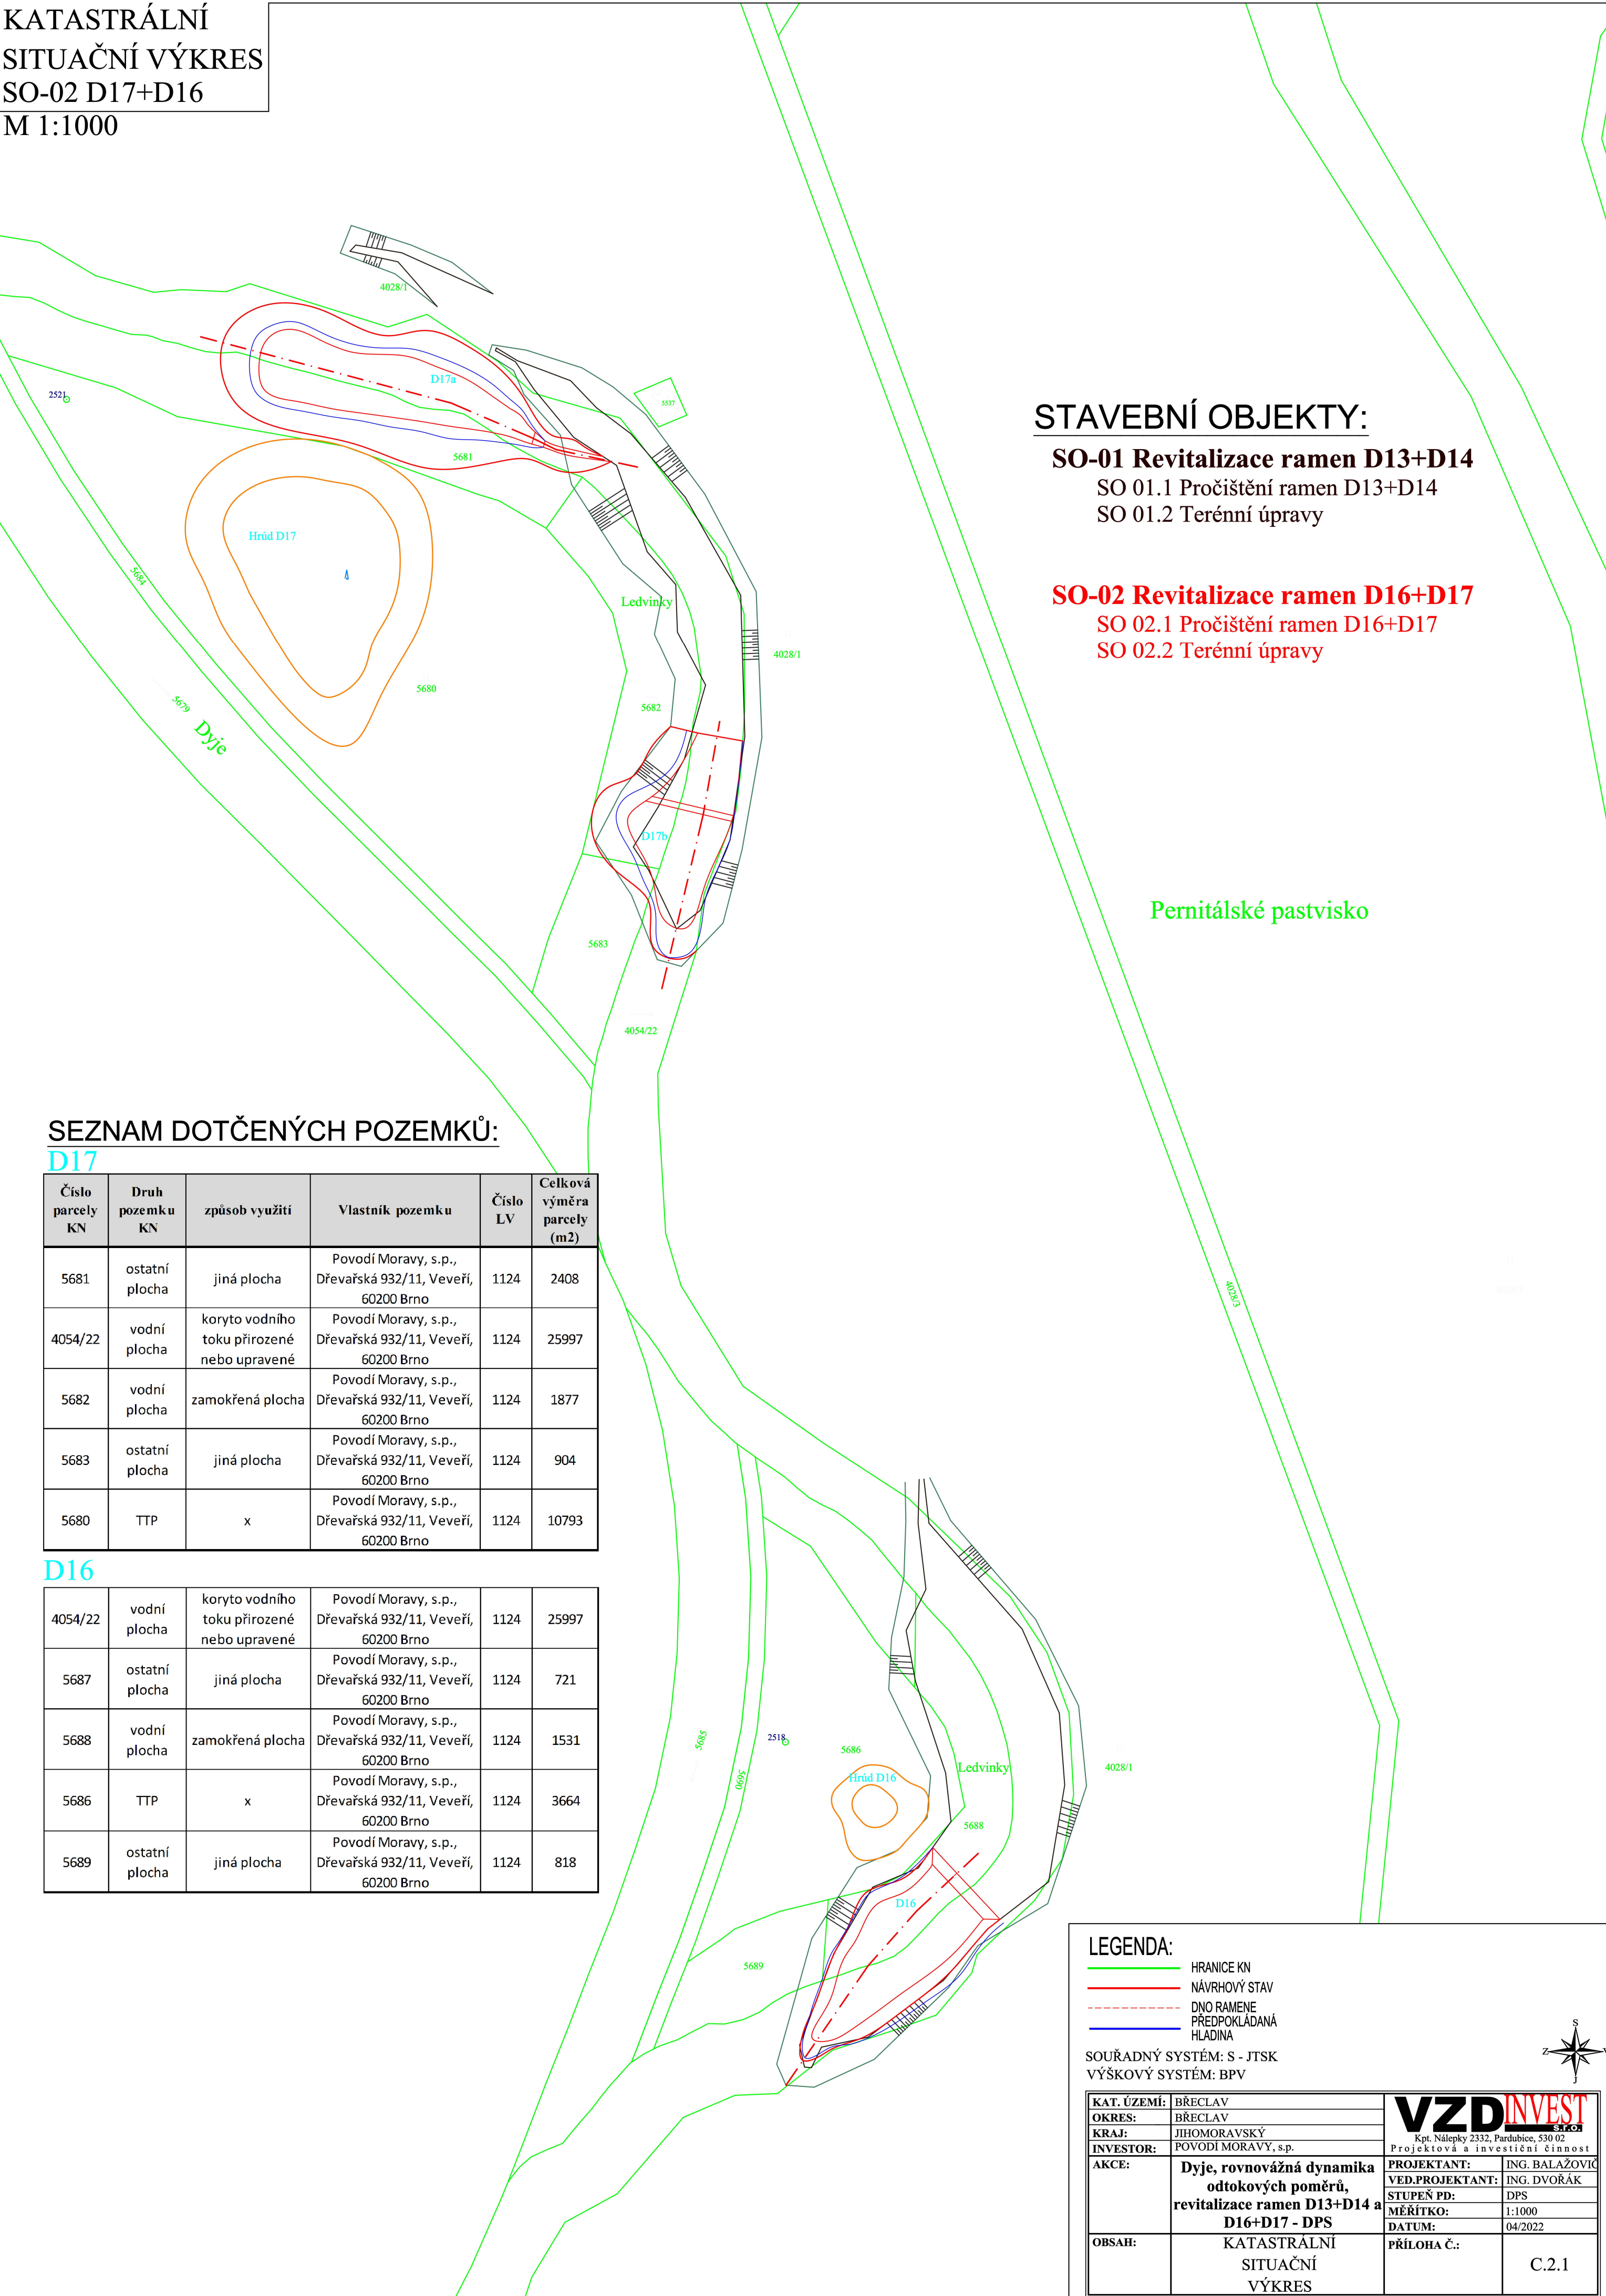 KATASTRÁLNÍ
SITUAČNÍ VÝKRES
SO-02 D17+D16
M 1:1000
4028/1
D17a
2521
5537
5681
Hrůd D17
5684
Ledvinky
4028/1
5680
5682
5679
Dyje
D17b
5683
4054/22
STAVEBNÍ OBJEKTY:
SO-01 Revitalizace ramen D13+D14
SO 01.1 Pročištění ramen D13+D14
SO 01.2 Terénní úpravy
SO-02 Revitalizace ramen D16+D17
SO 02.1 Pročištění ramen D16+D17
SO 02.2 Terénní úpravy
Pernitálské pastvisko
4028/3
SEZNAM DOTČENÝCH POZEMKŮ:
D17
Číslo parcely KN Druh pozemku KN způsob využití Vlastník pozemku Číslo LV Celková výměra parcely (m2)
5681 ostatní plocha jiná plocha Povodí Moravy, s.p., Dřevařská 932/11, Veveří, 60200 Brno 1124 2408
4054/22 vodní plocha koryto vodního toku přirozené nebo upravené Povodí Moravy, s.p., Dřevařská 932/11, Veveří, 60200 Brno 1124 25997
5682 vodní plocha zamokřená plocha Povodí Moravy, s.p., Dřevařská 932/11, Veveří, 60200 Brno 1124 1877
5683 ostatní plocha jiná plocha Povodí Moravy, s.p., Dřevařská 932/11, Veveří, 60200 Brno 1124 904
5680 TTP x Povodí Moravy, s.p., Dřevařská 932/11, Veveří, 60200 Brno 1124 10793
D16
4054/22 vodní plocha koryto vodního toku přirozené nebo upravené Povodí Moravy, s.p., Dřevařská 932/11, Veveří, 60200 Brno 1124 25997
5687 ostatní plocha jiná plocha Povodí Moravy, s.p., Dřevařská 932/11, Veveří, 60200 Brno 1124 721
5688 vodní plocha zamokřená plocha Povodí Moravy, s.p., Dřevařská 932/11, Veveří, 60200 Brno 1124 1531
5686 TTP x Povodí Moravy, s.p., Dřevařská 932/11, Veveří, 60200 Brno 1124 3664
5689 ostatní plocha jiná plocha Povodí Moravy, s.p., Dřevařská 932/11, Veveří, 60200 Brno 1124 818
5685
2518
5686
Hrůd D16
Ledvinky
4028/1
5690
5688
D16
5689
LEGENDA:
HRANICE KN
NÁVRHOVÝ STAV
DNO RAMENE
PŘEDPOKLÁDANÁ
HLADINA
SOUŘADNÝ SYSTÉM: S - JTSK
VÝŠKOVÝ SYSTÉM: BPV
S
Z
J
KAT. ÚZEMÍ: BŘECLAV
OKRES: BŘECLAV
KRAJ: JIHOMORAVSKÝ
INVESTOR: POVODÍ MORAVY, s.p.
VZD INVEST s.r.o.
Kpt. Nálepky 2332, Pardubice, 530 02
Projektová a investiční činnost
AKCE: Dyje, rovnovážná dynamika
odtokových poměrů,
revitalizace ramen D13+D14 a
D16+D17 - DPS
PROJEKTANT: ING. BALAŽOVIČ
VED.PROJEKTANT: ING. DVOŘÁK
STUPEŇ PD: DPS
MĚŘÍTKO: 1:1000
DATUM: 04/2022
OBSAH: KATASTRÁLNÍ
SITUAČNÍ
VÝKRES
PŘÍLOHA Č.: C.2.1